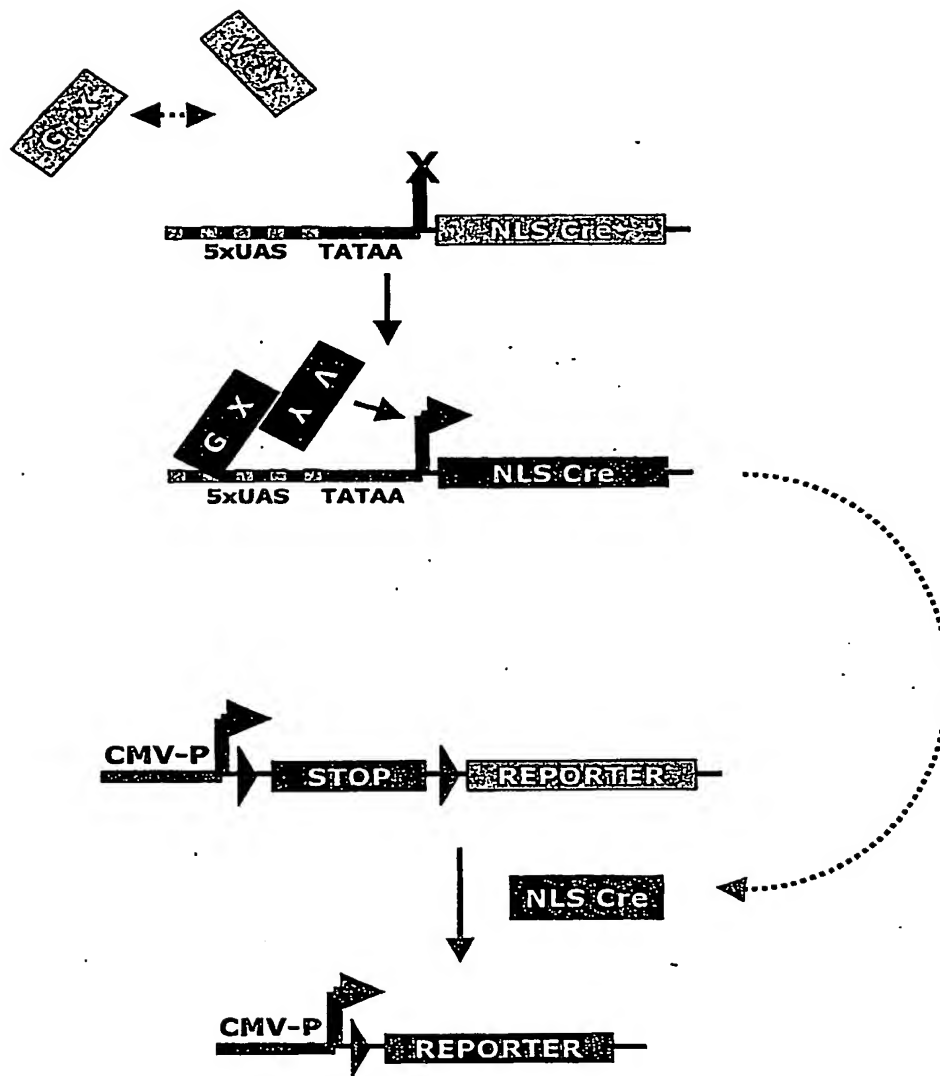 G X
V Y
X
NLS Cre
5xUAS TATAA
G X
Y V
NLS Cre
5xUAS TATAA
CMV-P
STOP
REPORTER
NLS Cre
CMV-P
REPORTER